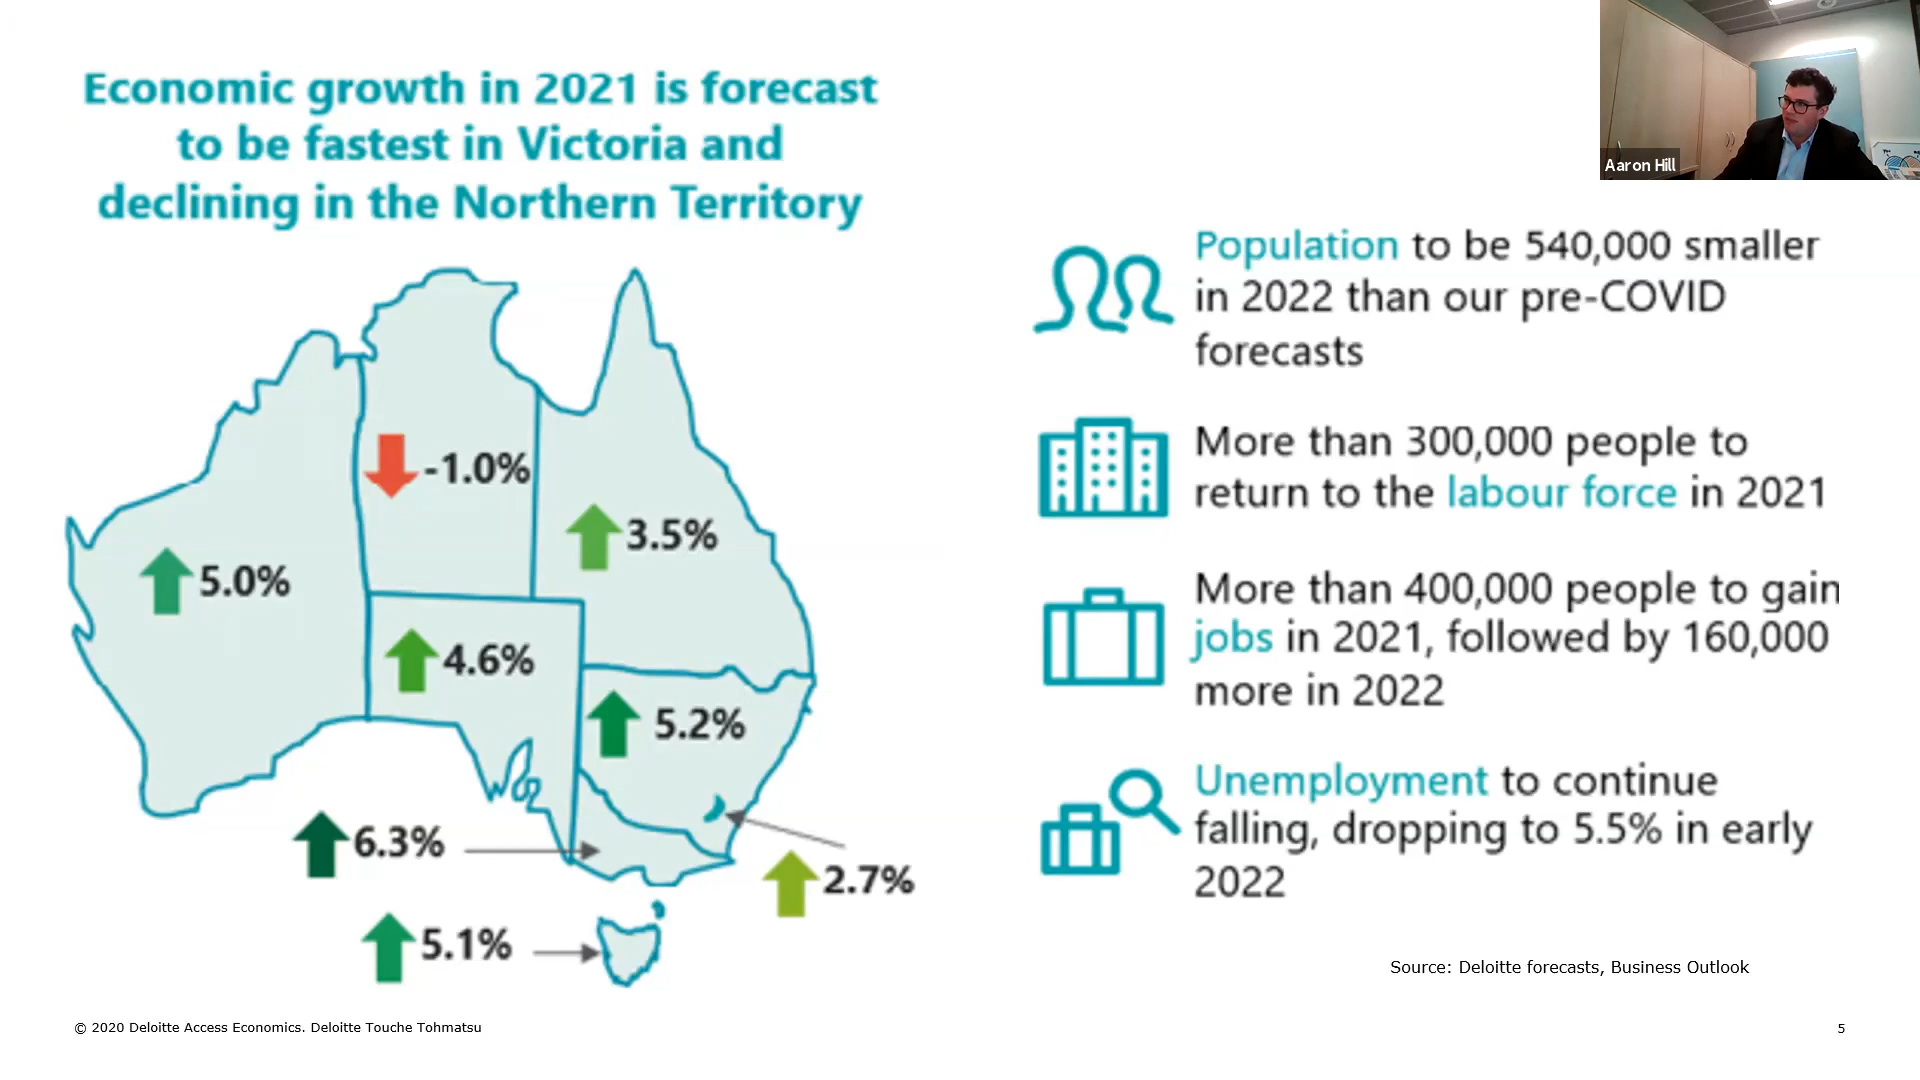 Economic growth in 2021 is forecast
to be fastest in Victoria and
declining in the Northern Territory
-1.0%
3.5%
5.0%
4.6%
5.2%
6.3%
2.7%
5.1%
Aaron Hill
Population to be 540,000 smaller
in 2022 than our pre-COVID
forecasts
More than 300,000 people to
return to the labour force in 2021
More than 400,000 people to gain
jobs in 2021, followed by 160,000
more in 2022
Unemployment to continue
falling, dropping to 5.5% in early
2022
Source: Deloitte forecasts, Business Outlook
© 2020 Deloitte Access Economics. Deloitte Touche Tohmatsu
5